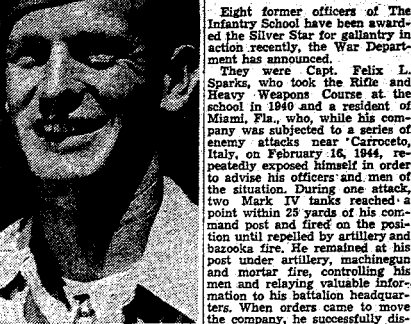 Eight former officers of The
Infantry School have been award-
ed the Silver Star for gallantry in
action recently, the War Depart-
ment has announced.
They were Capt. Felix L.
Sparks, who took the Rifle and
Heavy Weapons Course at the
school in 1940 and a resident of
Miami, Fla., who, while his com-
pany was subjected to a series of
enemy attacks near Carroceto,
Italy, on February 16, 1944, re-
peatedly exposed himself in order
to advise his officers and men of
the situation. During one attack,
two Mark IV tanks reached a
point within 25 yards of his com-
mand post and fired on the posi-
tion until repelled by artillery and
bazooka fire. He remained at his
post under artillery, machinegun
and mortar fire, controlling his
men and relaying valuable infor-
mation to his battalion headquar-
ters. When orders came to move
the company, he successfully dis-